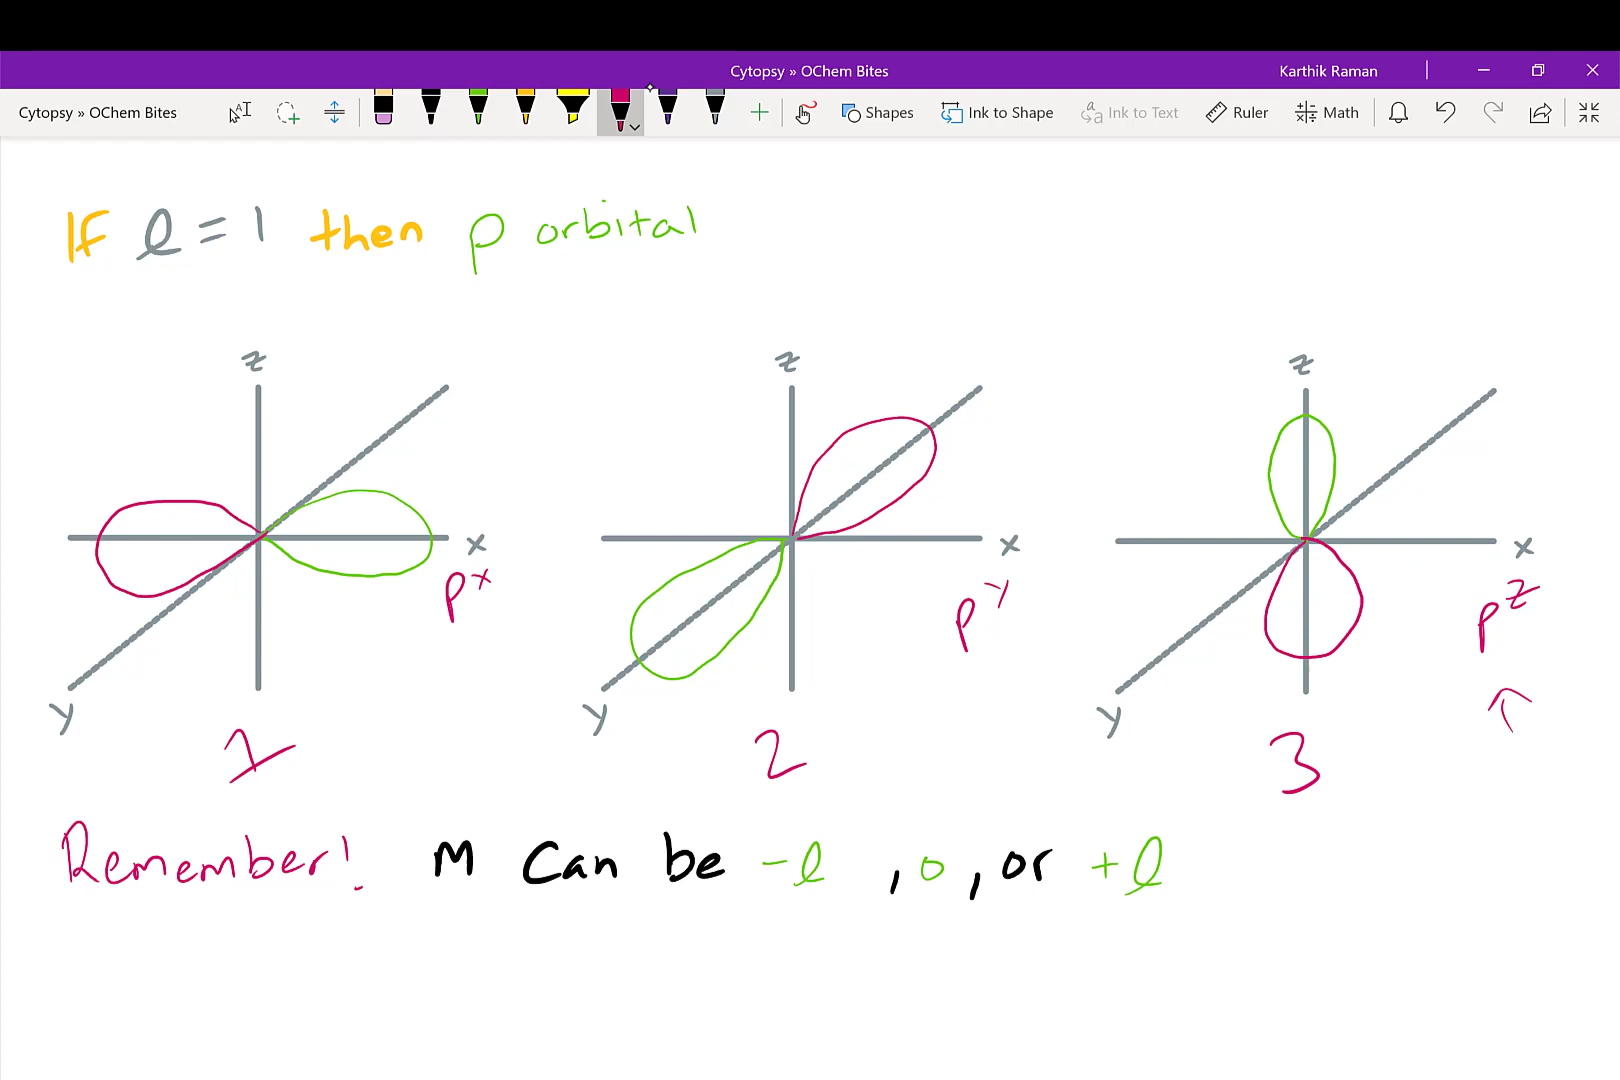 Cytopsy » OChem Bites Karthik Raman
Cytopsy » OChem Bites Shapes Ink to Shape Ink to Text Ruler Math
If l = 1 then p orbital
z z z
x x x
px pY pz
Y Y Y
1 2 3
Remember! M Can be -l, 0, or +l